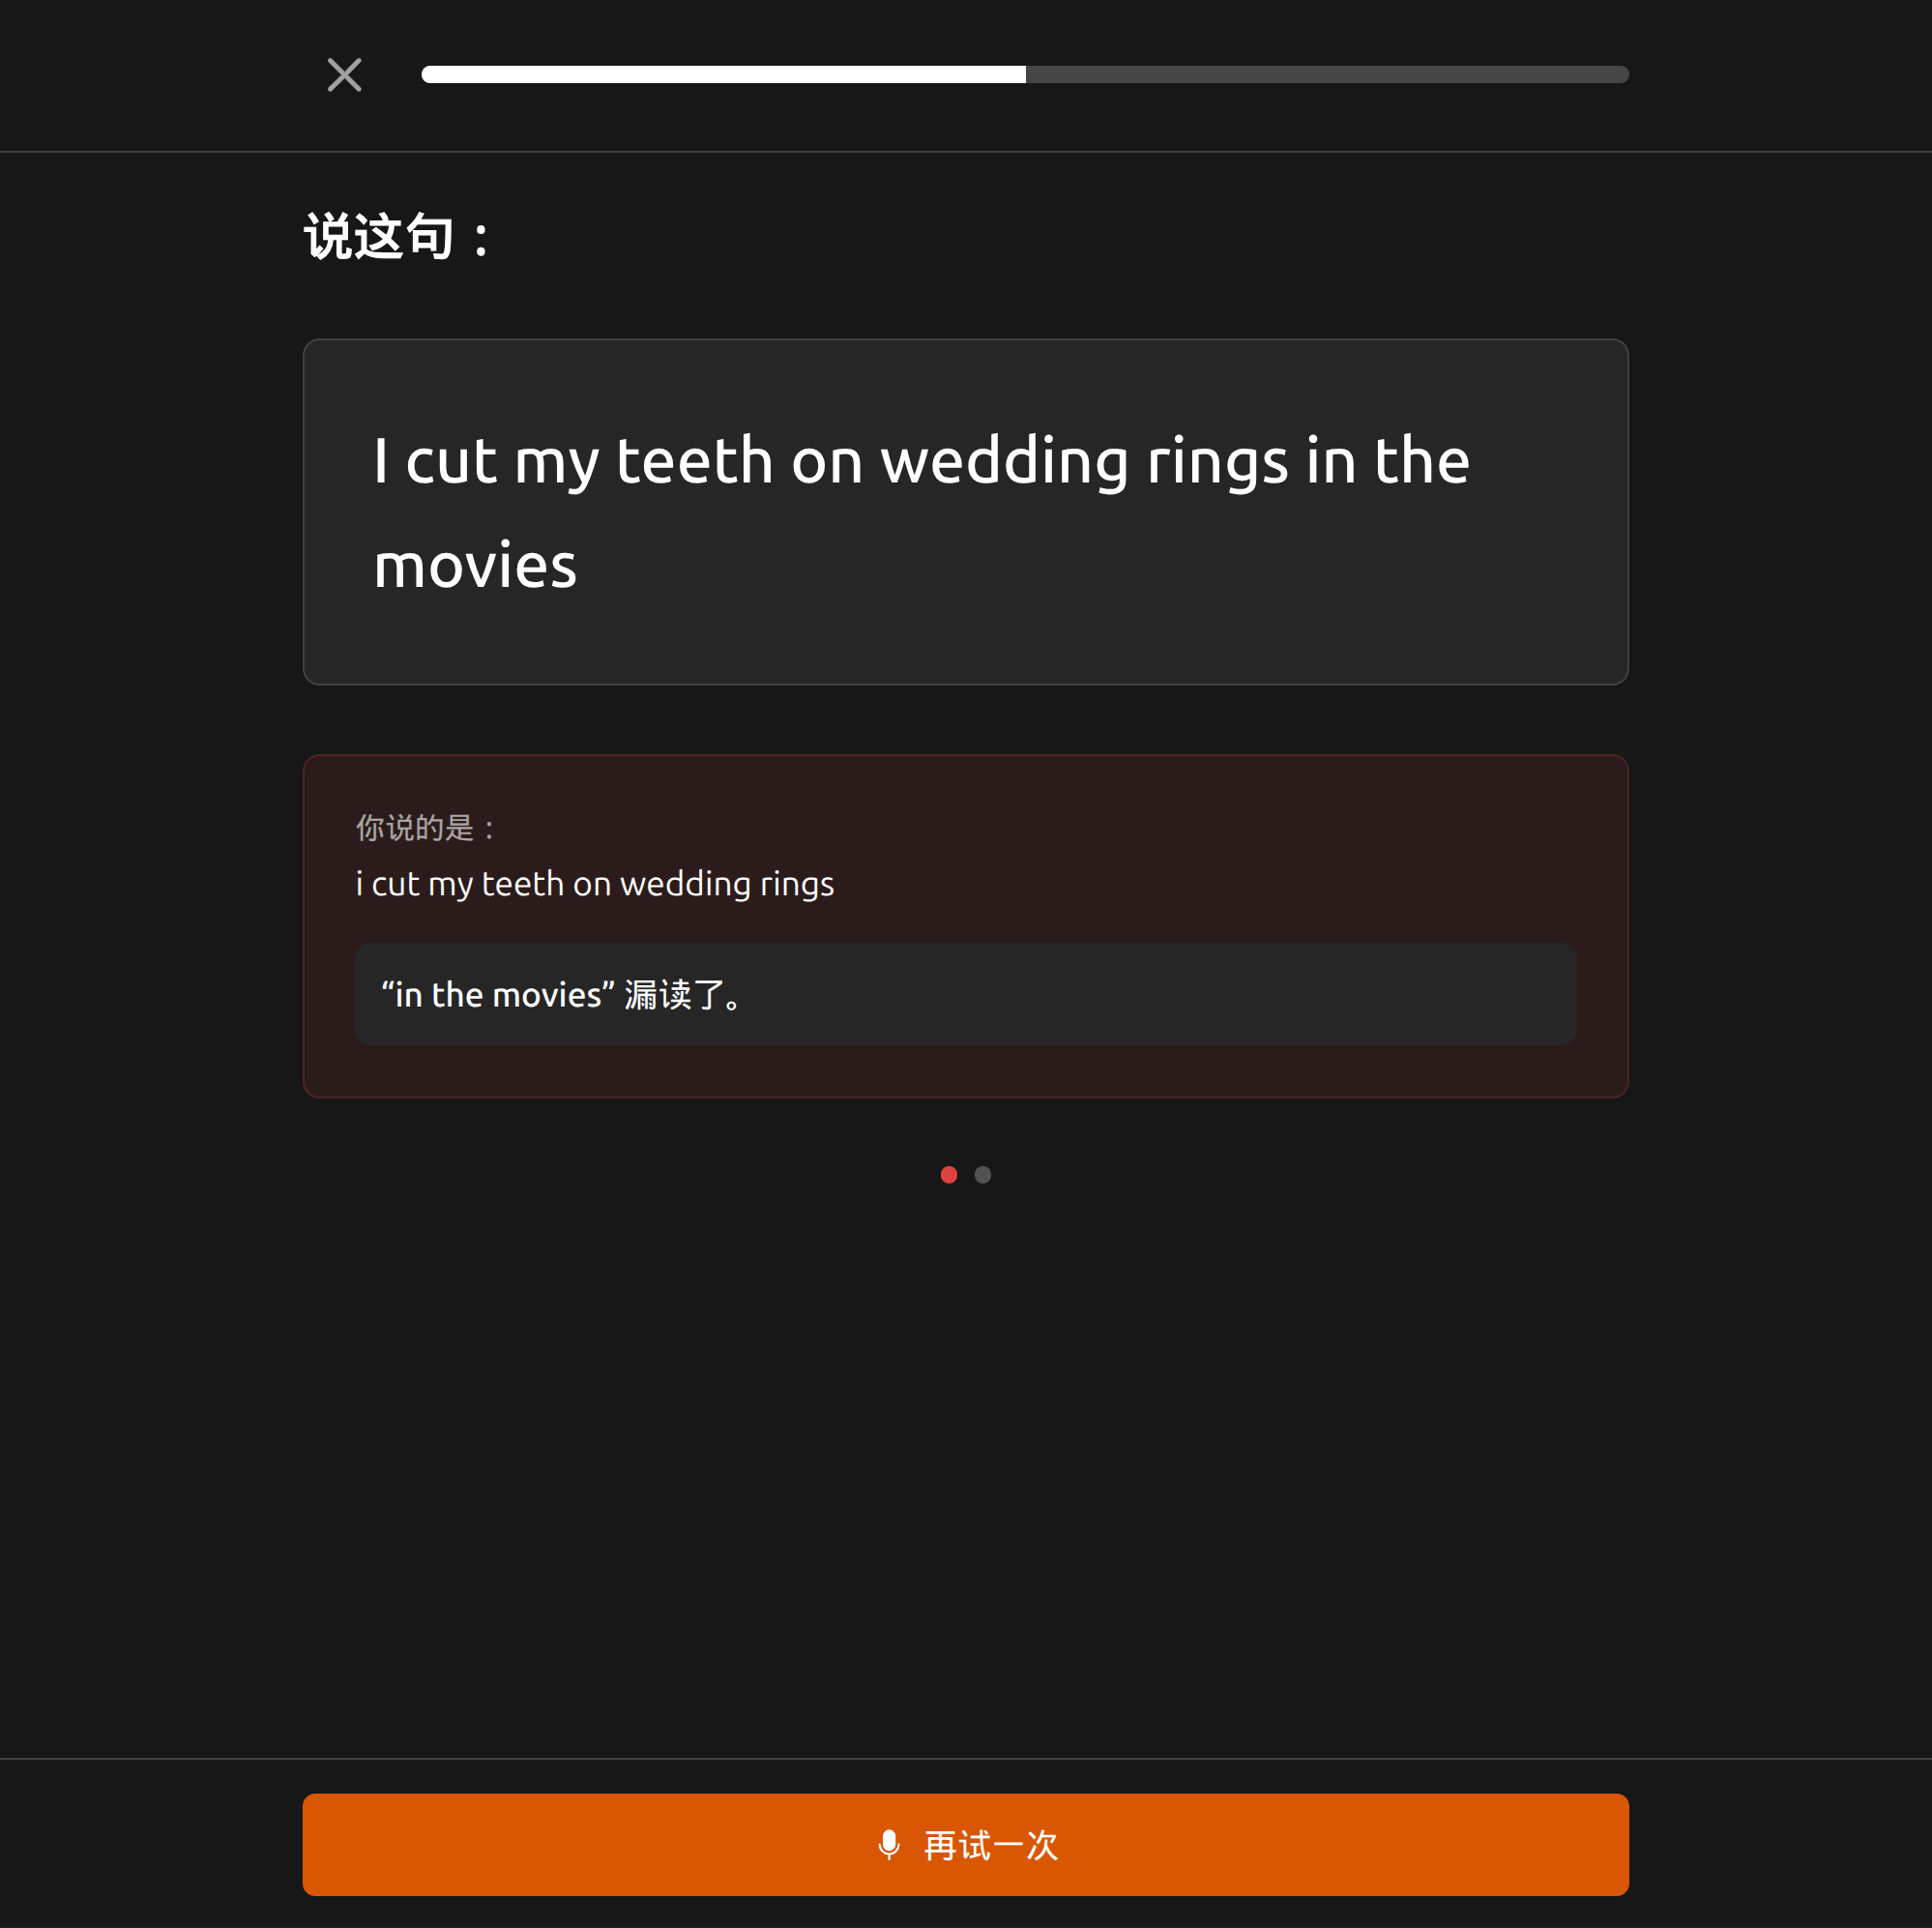 说这句：
I cut my teeth on wedding rings in the
movies
你说的是：
i cut my teeth on wedding rings
“in the movies” 漏读了。
再试一次